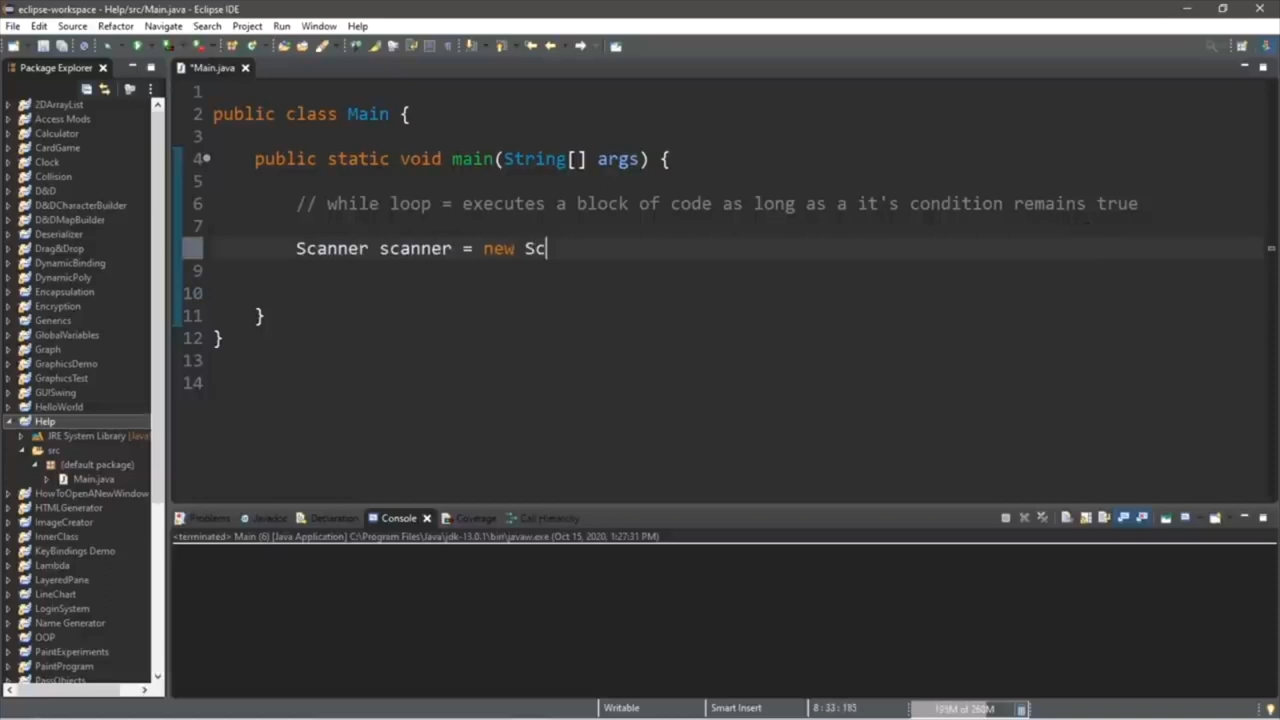 eclipse-workspace - Help/src/Main.java - Eclipse IDE
File Edit Source Refactor Navigate Search Project Run Window Help
Package Explorer
*Main.java
2DArrayList
Access Mods
Calculator
CardGame
Clock
Collision
D&D
D&DCharacterBuilder
D&DMapBuilder
Deserializer
Drag&Drop
DynamicBinding
DynamicPoly
Encapsulation
Encryption
Generics
GlobalVariables
Graph
GraphicsDemo
GraphicsTest
GUISwing
HelloWorld
Help
JRE System Library [Java
src
(default package)
Main.java
HowToOpenANewWindow
HTMLGenerator
ImageCreator
InnerClass
KeyBindings Demo
Lambda
LayeredPane
LineChart
LoginSystem
Name Generator
OOP
PaintExperiments
PaintProgram
PassObjects
1
2 public class Main {
3
4 public static void main(String[] args) {
5
6 // while loop = executes a block of code as long as a it's condition remains true
7
Scanner scanner = new Sc
9
10
11 }
12 }
13
14
Problems Javadoc Declaration Console Coverage Call Hierarchy
<terminated> Main (6) [Java Application] C:\Program Files\Java\jdk-13.0.1\bin\javaw.exe (Oct 15, 2020, 1:27:31 PM)
Writable Smart Insert 8 : 33 : 185